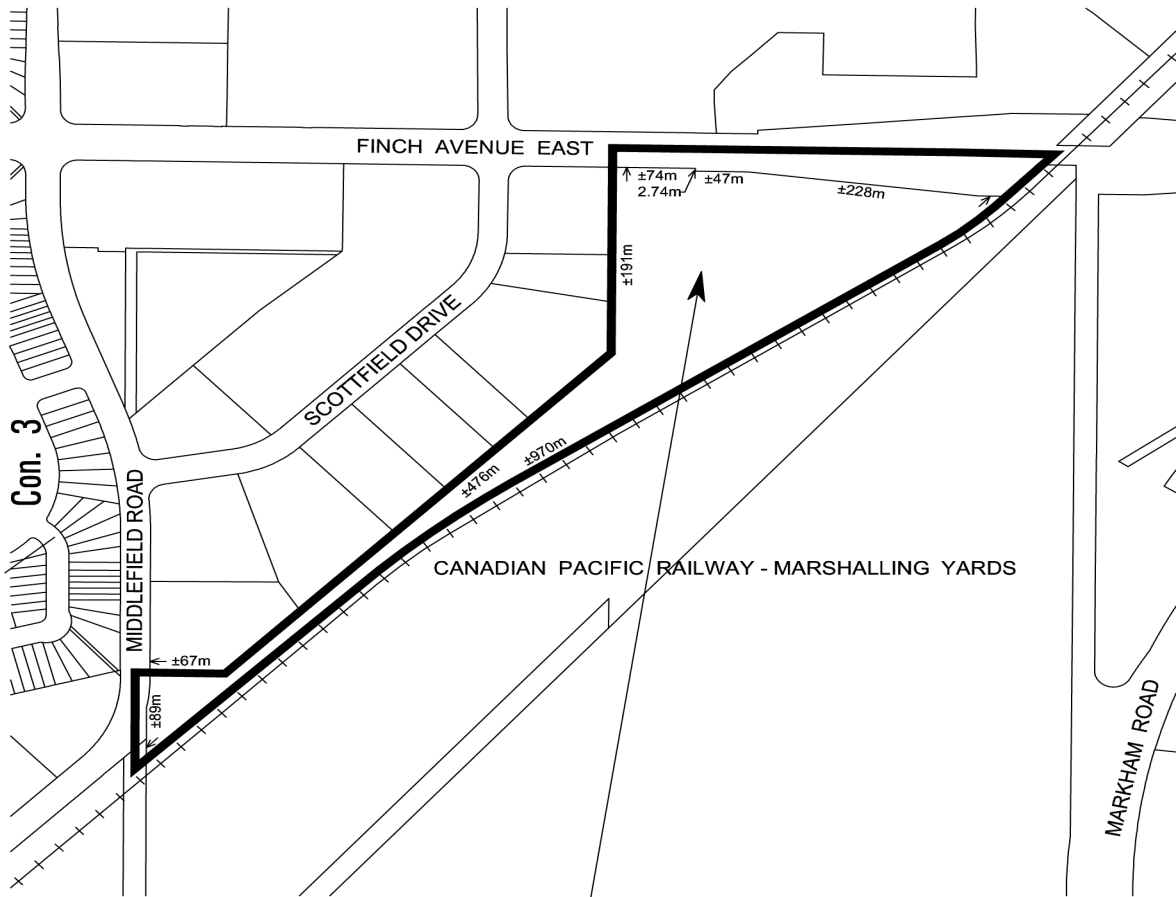 FINCH AVENUE EAST
±74m
2.74m
±47m
±228m
±191m
SCOTTFIELD DRIVE
Con. 3
MIDDLEFIELD ROAD
±970m
±476m
CANADIAN PACIFIC RAILWAY - MARSHALLING YARDS
±67m
±89m
MARKHAM ROAD